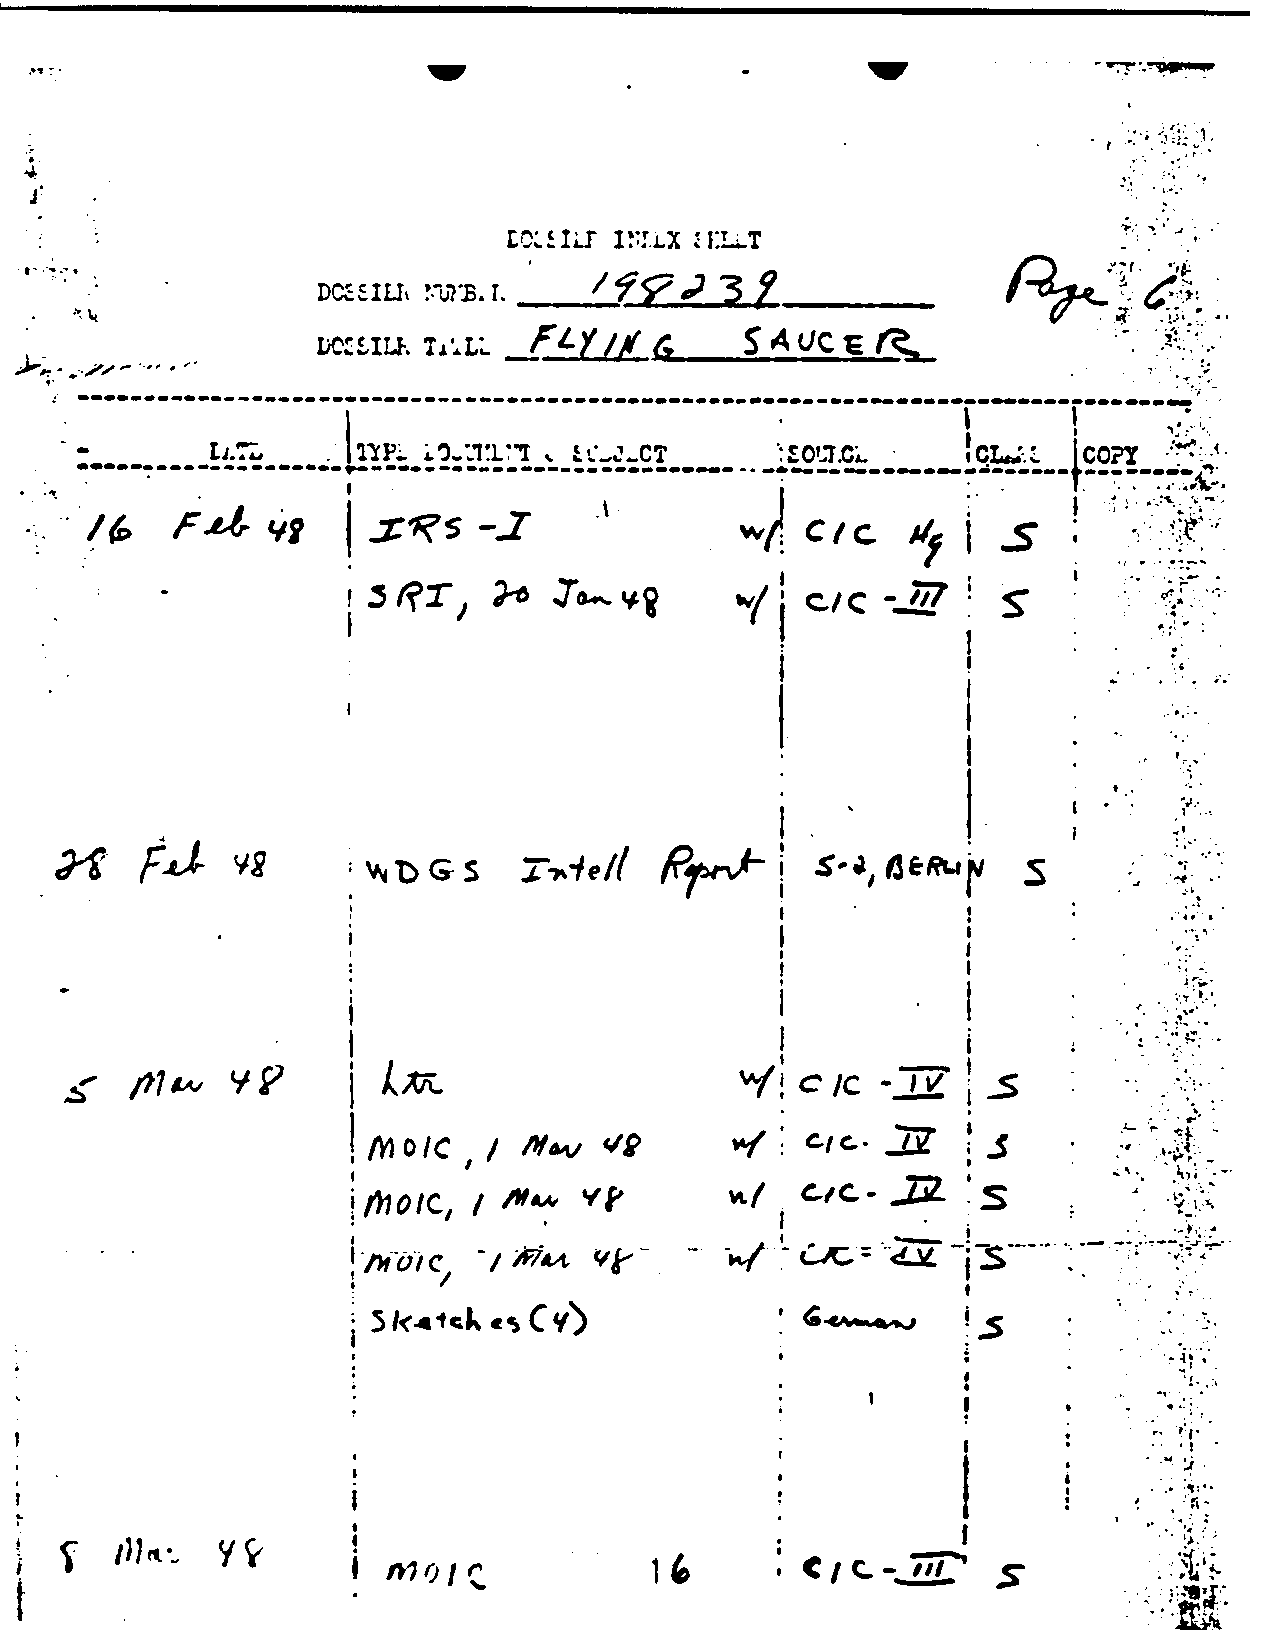 DOSSIER INDEX SHEET
DOSSIER NUMBER 198239 Page 6
DOSSIER TITLE FLYING SAUCER
DATE TYPE DOCUMENT & SUBJECT SOURCE CLASS COPY
16 Feb 48 IRS-I w/ CIC Hq S
SRI, 20 Jan 48 w/ CIC-III S
28 Feb 48 WDGS Intell Report S-2, BERLIN S
5 Mar 48 Ltr w/ CIC-IV S
MOIC, 1 Mar 48 w/ CIC-IV S
MOIC, 1 Mar 48 w/ CIC-IV S
MOIC, 1 Mar 48 w/ CIC-IV S
Sketches (4) German S
8 Mar 48 MOIC 16 CIC-III S